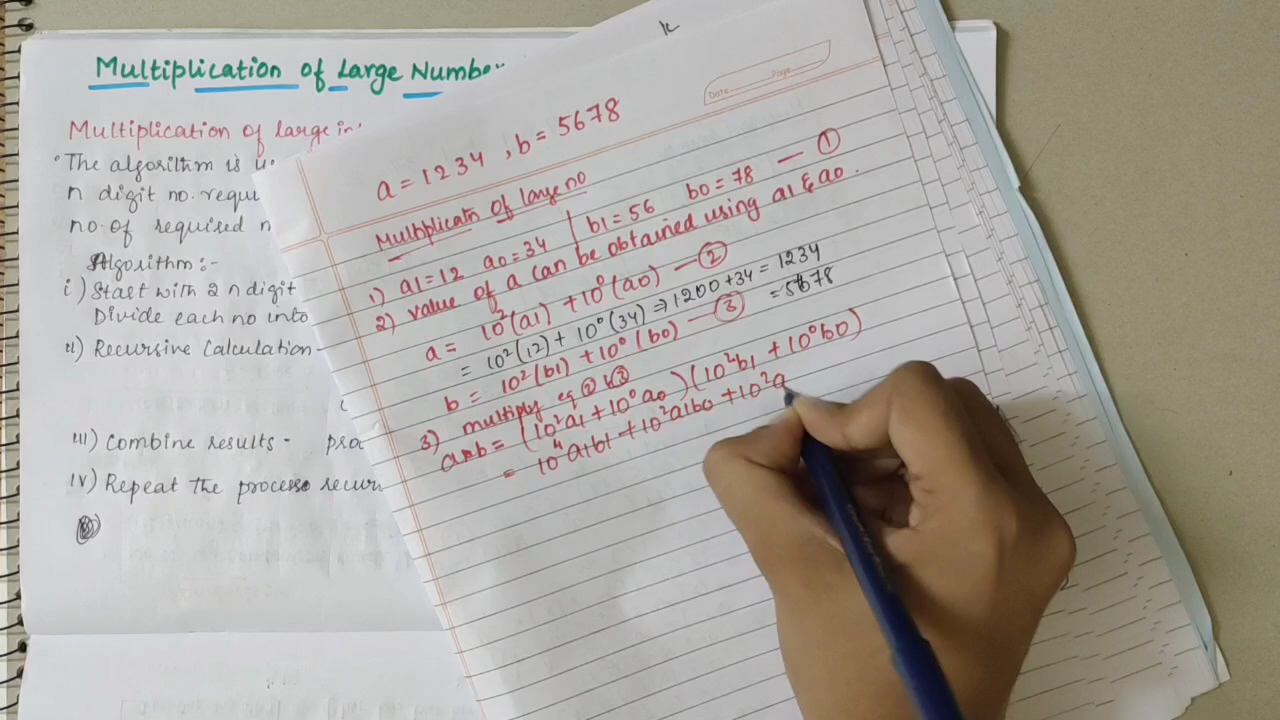 Multiplication of Large Number
Multiplication of large in
The algorithm is u
n digit no. requ
no. of required n
Algorithm :-
i) Start with 2 n digit
Divide each no into
ii) Recursive Calculation
iii) Combine results - pro
iv) Repeat the process recur
Date Page
a = 1234 , b = 5678
Multiplicatn of large no
1) a1 = 12 a0 = 34 | b1 = 56 b0 = 78 — ①
2) value of a can be obtained using a1 & a0 .
a = 10²(a1) + 10⁰(a0) — ②
= 10²(12) + 10⁰(34) ⇒ 1200 + 34 = 1234
b = 10²(b1) + 10⁰(b0) — ③ = 5678
3) multiply eq ② & ③
a*b = (10²a1 + 10⁰a0)(10²b1 + 10⁰b0)
= 10⁴a1b1 + 10²a1b0 + 10²a